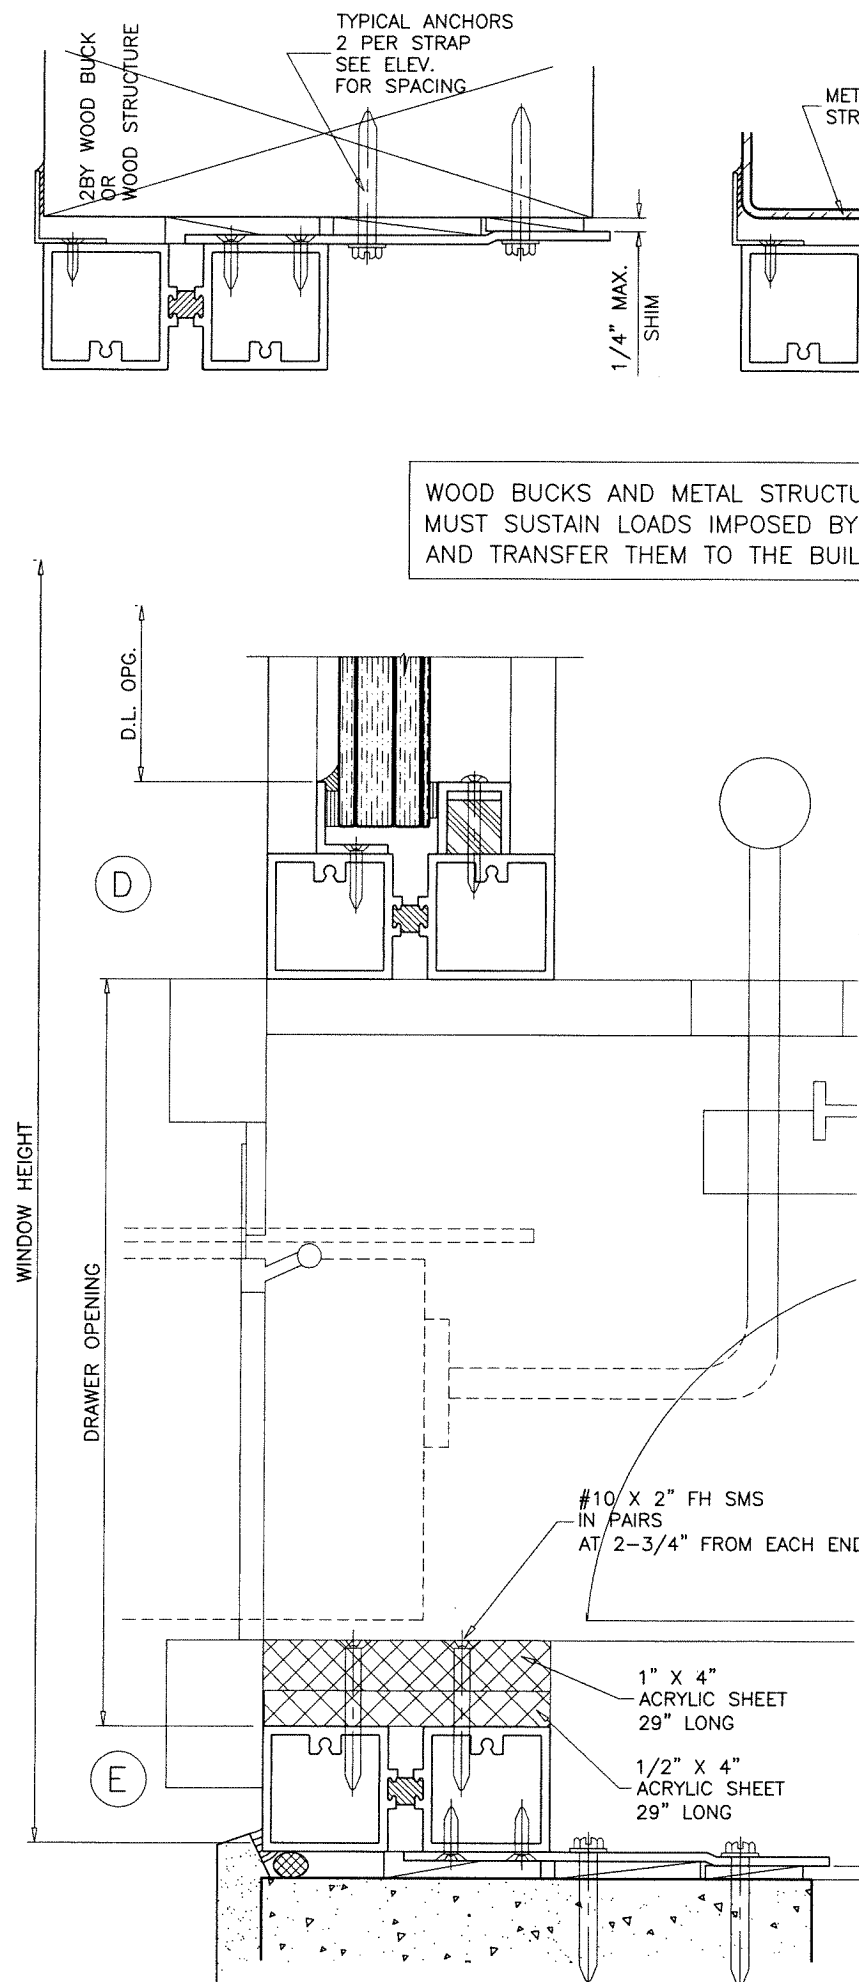 TYPICAL ANCHORS
2 PER STRAP
SEE ELEV.
FOR SPACING
2BY WOOD BUCK
OR
WOOD STRUCTURE
MET
STR
1/4" MAX.
SHIM
WOOD BUCKS AND METAL STRUCTU
MUST SUSTAIN LOADS IMPOSED BY
AND TRANSFER THEM TO THE BUIL
D.L. OPG.
D
WINDOW HEIGHT
DRAWER OPENING
#10 X 2" FH SMS
IN PAIRS
AT 2-3/4" FROM EACH END
1" X 4"
ACRYLIC SHEET
29" LONG
1/2" X 4"
ACRYLIC SHEET
29" LONG
E